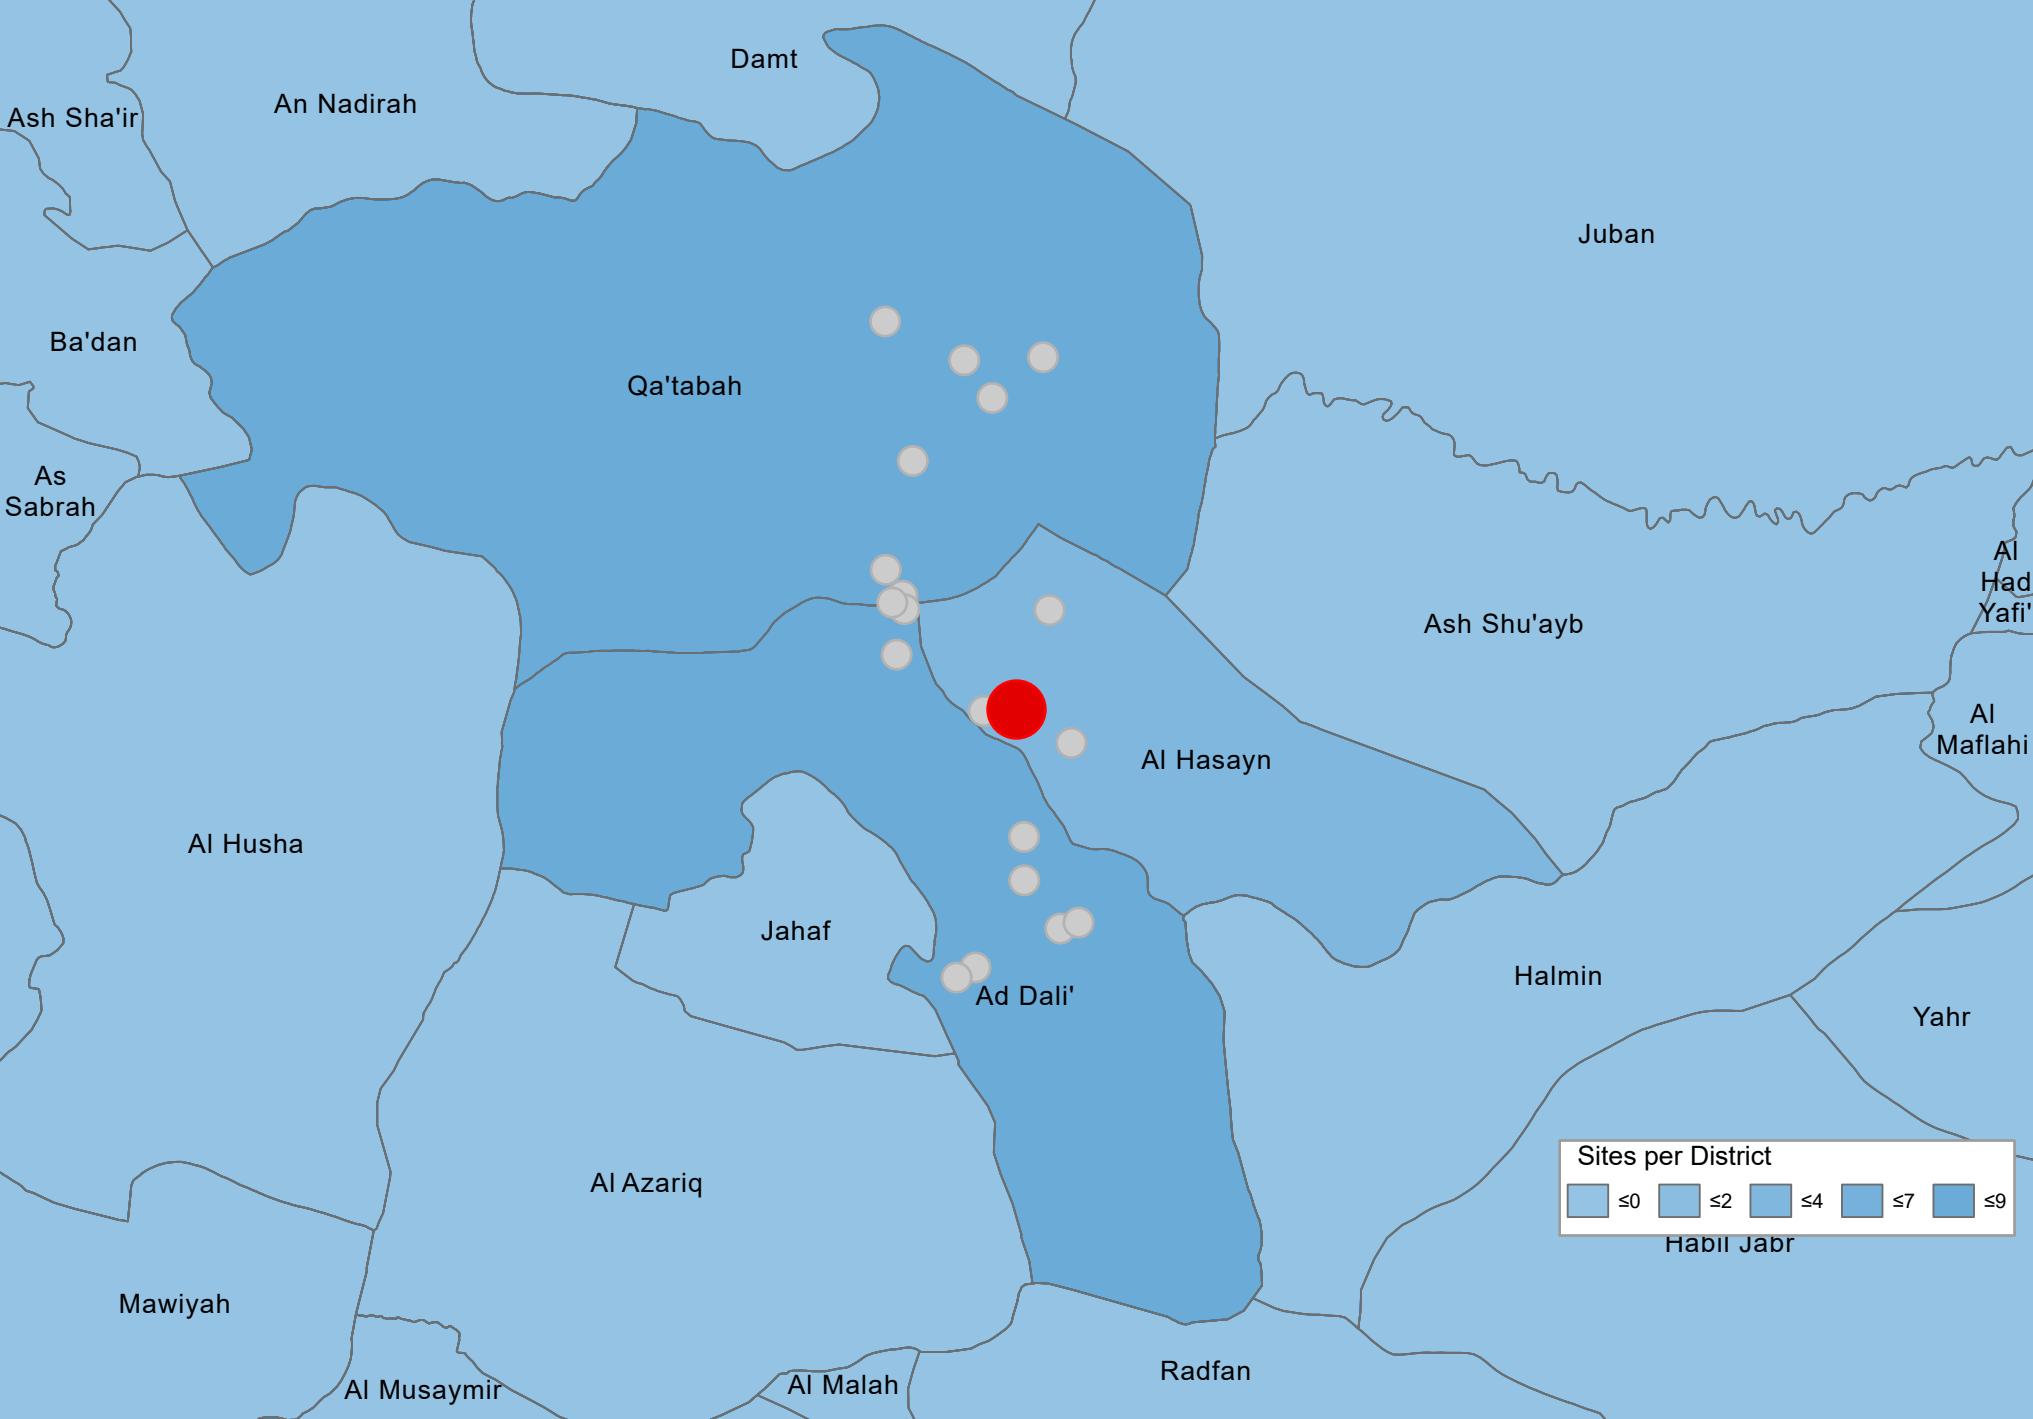 Damt
An Nadirah
Ash Sha'ir
Juban
Ba'dan
Qa'tabah
As
Sabrah
Al
Had
Yafi'
Ash Shu'ayb
Al
Maflahi
Al Hasayn
Al Husha
Jahaf
Halmin
Ad Dali'
Yahr
Sites per District
≤0 ≤2 ≤4 ≤7 ≤9
Al Azariq
Habil Jabr
Mawiyah
Radfan
Al Malah
Al Musaymir